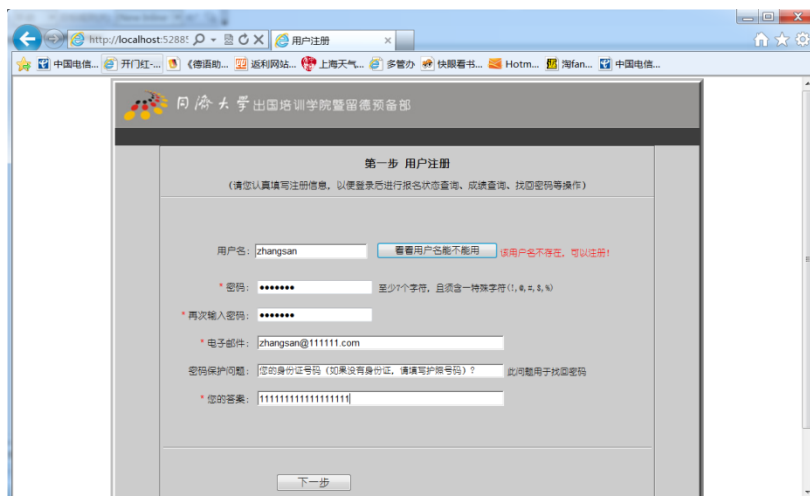 http://localhost:5288!
用户注册
中国电信...
开门红-...
《德语助...
返利网站...
上海天气...
多管办
快眼看书...
Hotm...
淘fan...
中国电信...
同济大学出国培训学院暨留德预备部
第一步 用户注册
(请您认真填写注册信息，以便登录后进行报名状态查询、成绩查询、找回密码等操作)
用户名: zhangsan 看看用户名能不能用 该用户名不存在，可以注册!
* 密码: ••••••• 至少7个字符，且须含一特殊字符(!,@,#,$,%)
* 再次输入密码: •••••••
* 电子邮件: zhangsan@111111.com
密码保护问题: 您的身份证号码（如果没有身份证，请填写护照号码）? 此问题用于找回密码
* 您的答案: 111111111111111111
下一步